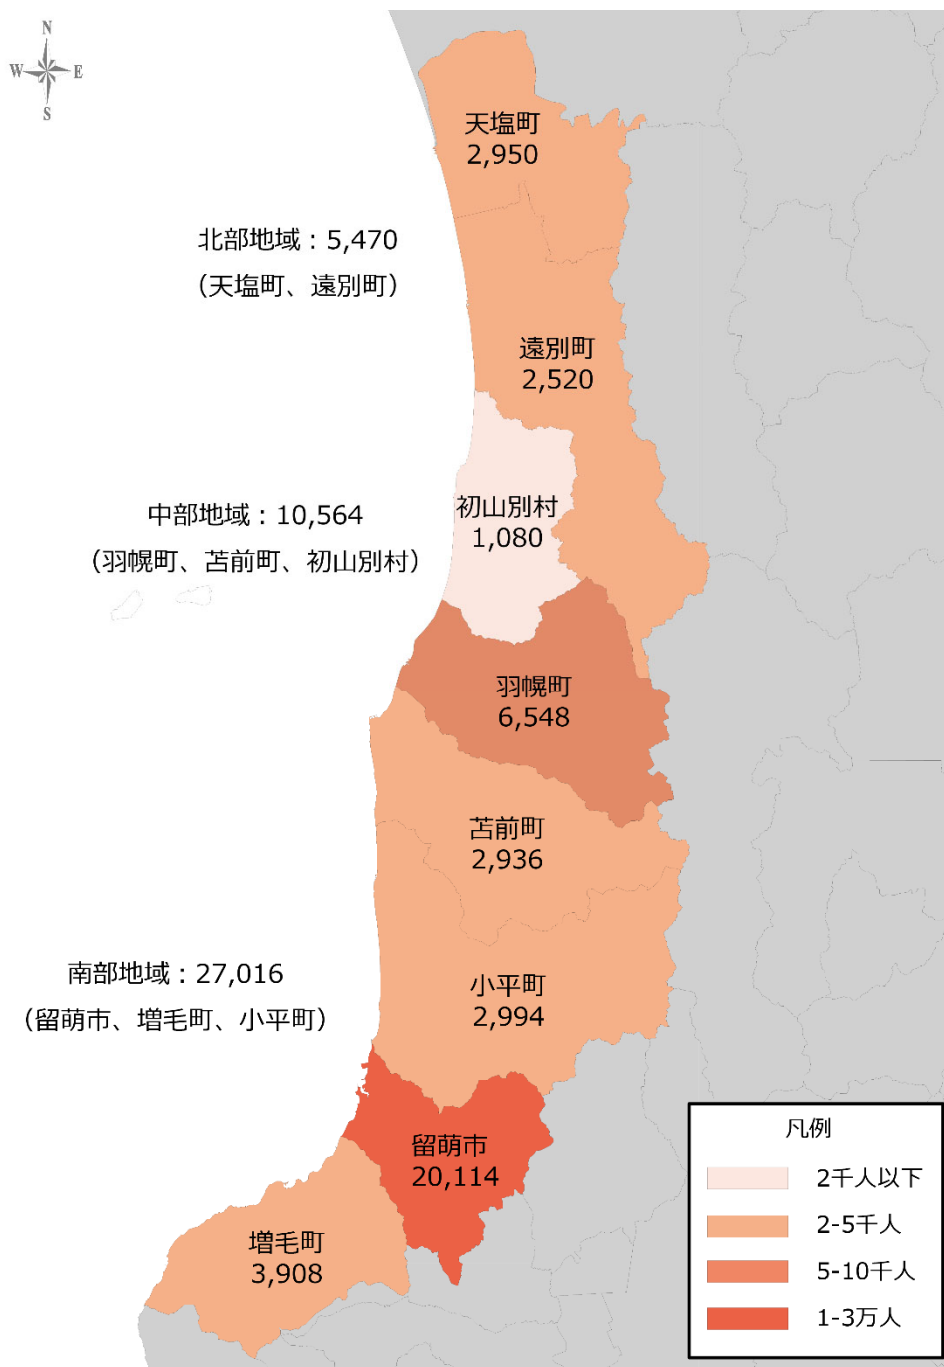 N
W E
S
天塩町
2,950
北部地域：5,470
（天塩町、遠別町）
遠別町
2,520
初山別村
1,080
中部地域：10,564
（羽幌町、苫前町、初山別村）
羽幌町
6,548
苫前町
2,936
南部地域：27,016
（留萌市、増毛町、小平町）
小平町
2,994
留萌市
20,114
増毛町
3,908
凡例
2千人以下
2-5千人
5-10千人
1-3万人